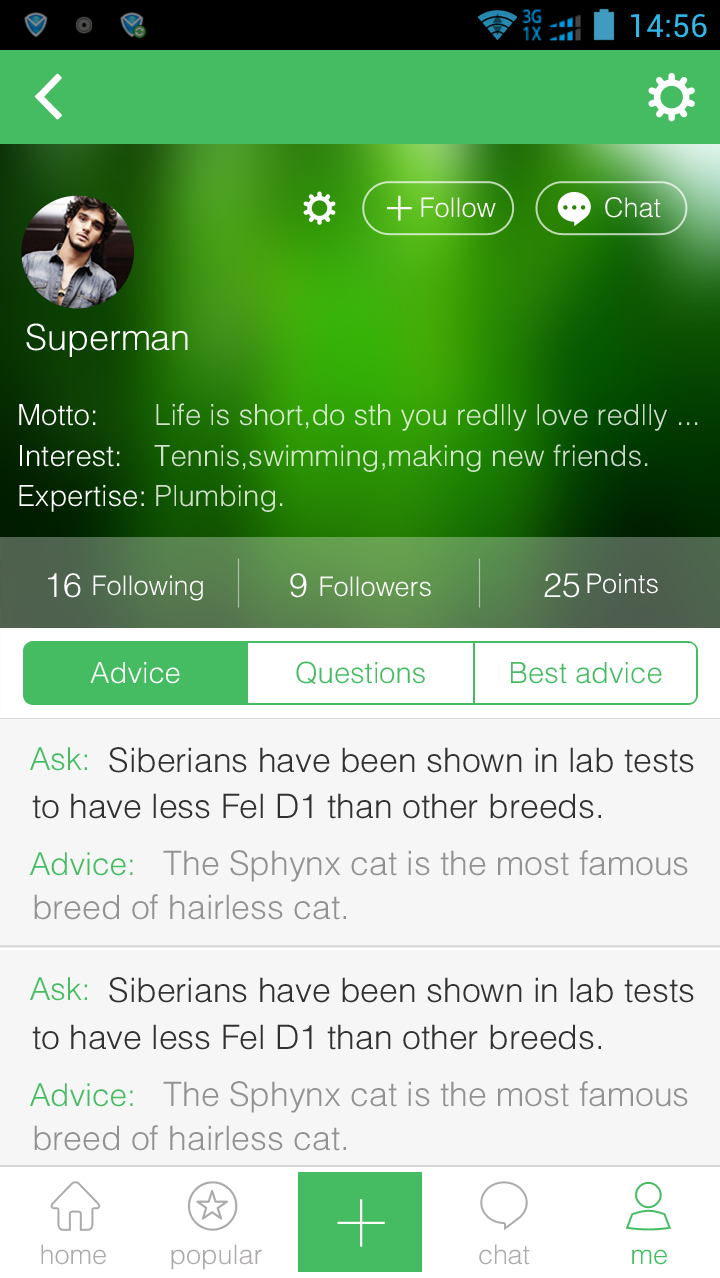 3G
1X
14:56
Follow
Chat
Superman
Motto: Life is short,do sth you redlly love redlly ...
Interest: Tennis,swimming,making new friends.
Expertise: Plumbing.
16 Following
9 Followers
25 Points
Advice
Questions
Best advice
Ask: Siberians have been shown in lab tests
to have less Fel D1 than other breeds.
Advice: The Sphynx cat is the most famous
breed of hairless cat.
Ask: Siberians have been shown in lab tests
to have less Fel D1 than other breeds.
Advice: The Sphynx cat is the most famous
breed of hairless cat.
home
popular
chat
me